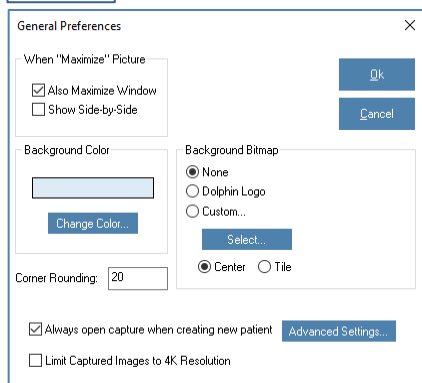 General Preferences
When "Maximize" Picture
Also Maximize Window
Show Side-by-Side
Ok
Cancel
Background Color
Change Color...
Background Bitmap
None
Dolphin Logo
Custom...
Select...
Center Tile
Corner Rounding: 20
Always open capture when creating new patient Advanced Settings...
Limit Captured Images to 4K Resolution